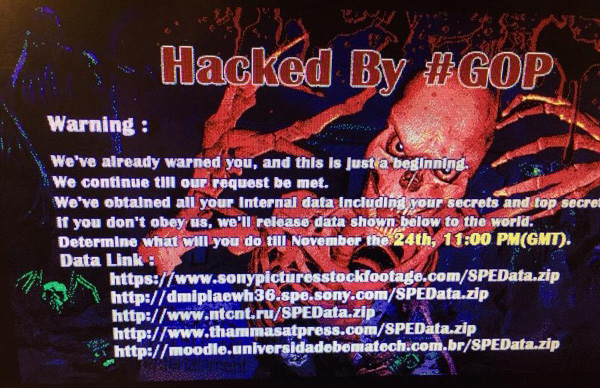 Hacked By #GOP
Warning :
We've already warned you, and this is just a beginning.
We continue till our request be met.
We've obtained all your internal data including your secrets and top secret
If you don't obey us, we'll release data shown below to the world.
Determine what will you do till November the 24th, 11:00 PM(GMT).
Data Link :
https://www.sonypicturesstockfootage.com/SPEData.zip
http://dmiplaewh36.spe.sony.com/SPEData.zip
http://www.ntcnt.ru/SPEData.zip
http://www.thammasatpress.com/SPEData.zip
http://moodle.universidadebematech.com.br/SPEData.zip